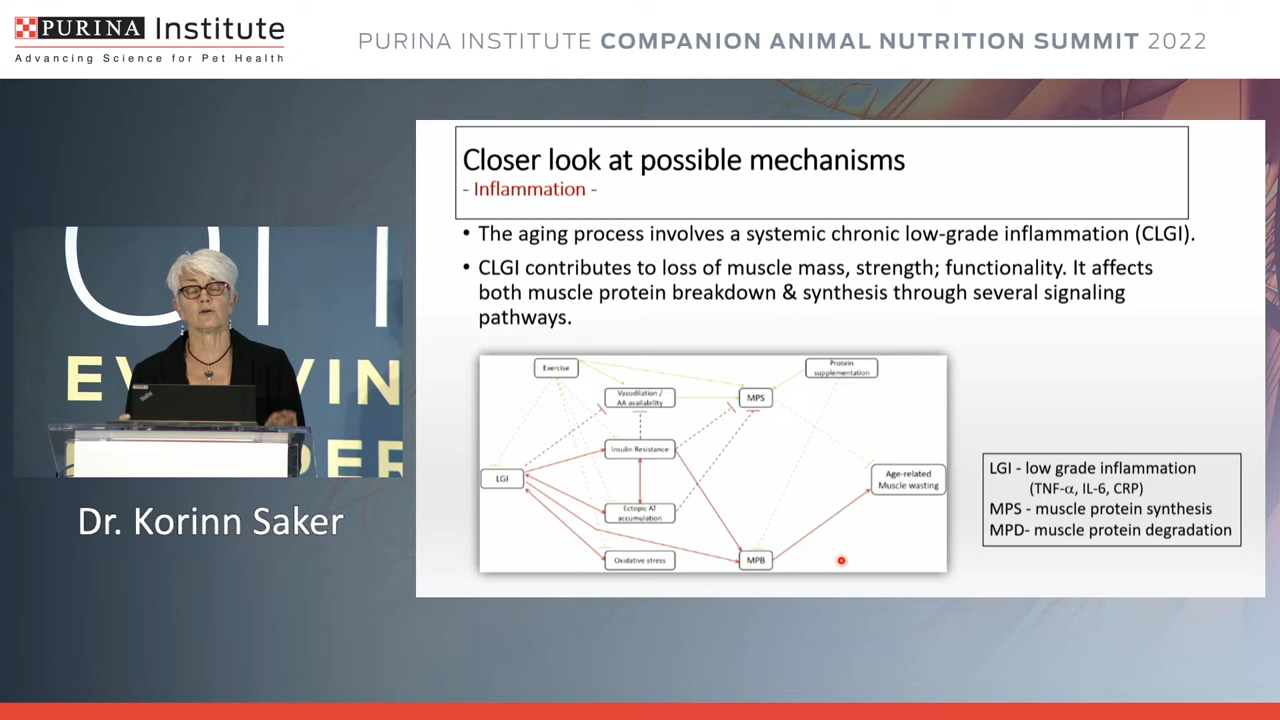 PURINA Institute
Advancing Science for Pet Health
PURINA INSTITUTE COMPANION ANIMAL NUTRITION SUMMIT 2022
Closer look at possible mechanisms
- Inflammation -
• The aging process involves a systemic chronic low-grade inflammation (CLGI).
• CLGI contributes to loss of muscle mass, strength; functionality. It affects
both muscle protein breakdown & synthesis through several signaling
pathways.
Exercise
Protein
supplementation
Vasodilation /
AA availability
MPS
Insulin Resistance
LGI
Age-related
Muscle wasting
Ectopic AT
accumulation
Oxidative stress
MPB
LGI - low grade inflammation
(TNF-α, IL-6, CRP)
MPS - muscle protein synthesis
MPD- muscle protein degradation
EV VIN
DER
ThinkPad
Dr. Korinn Saker